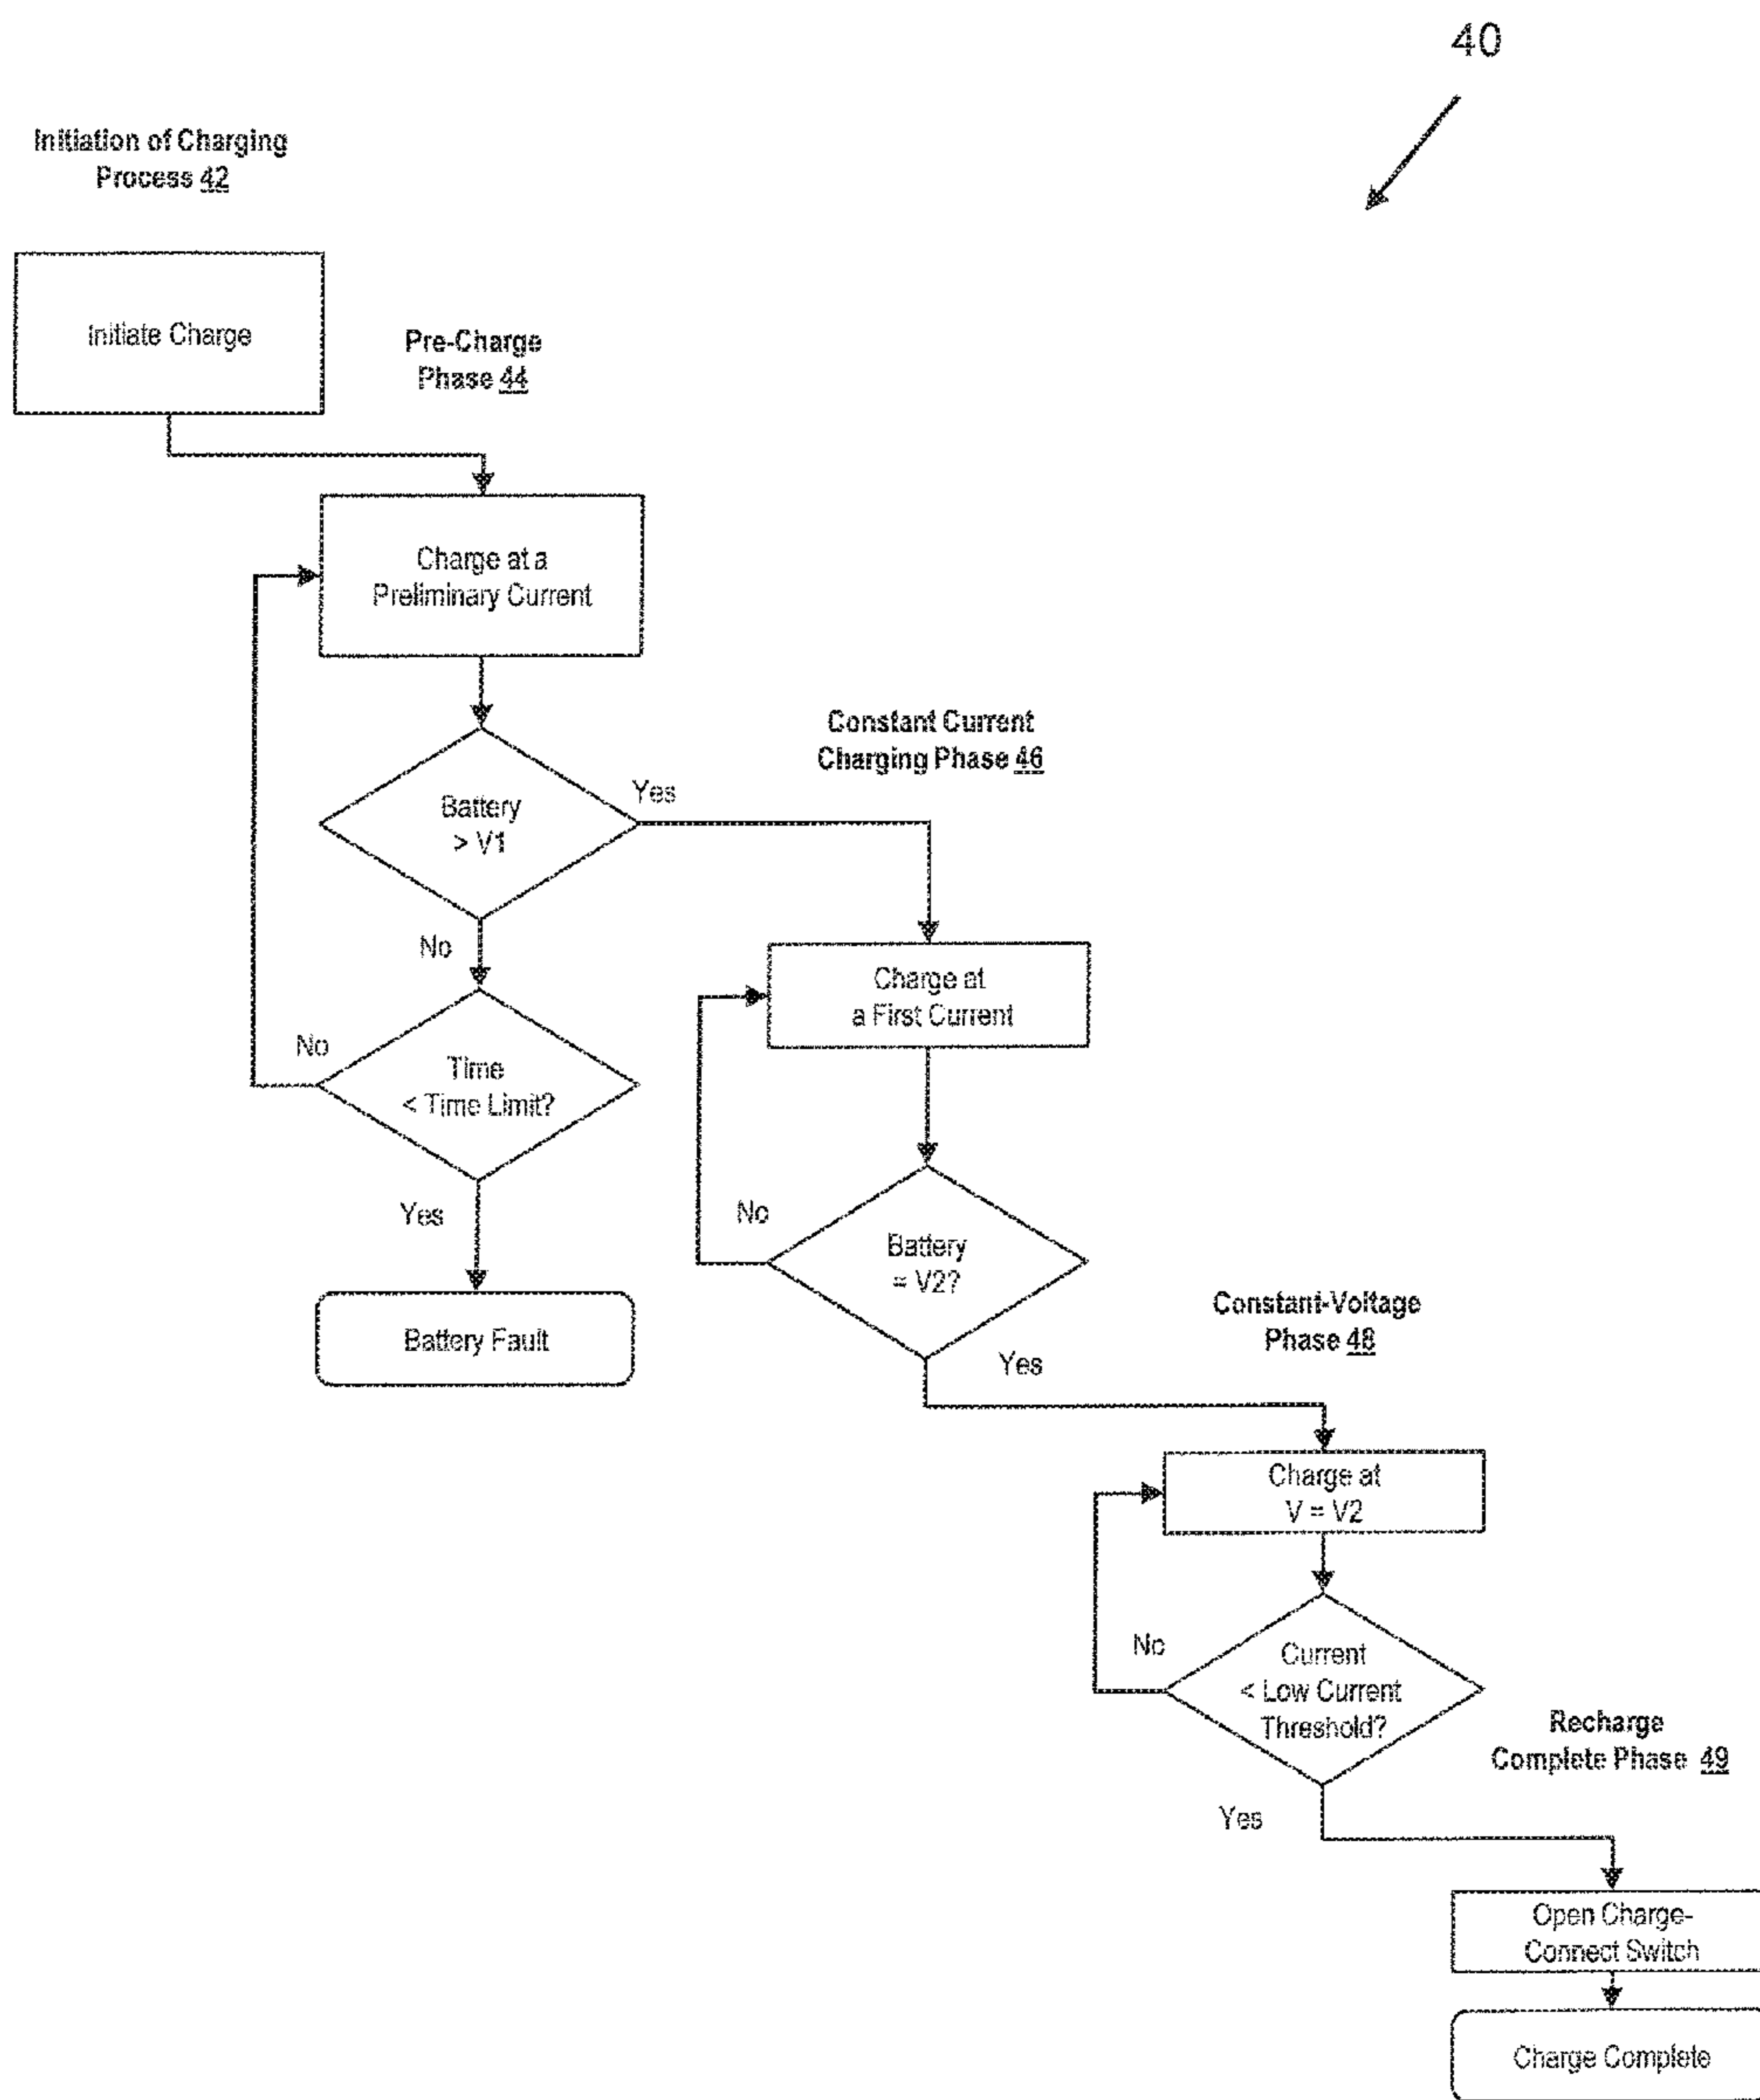 40
Initiation of Charging
Process 42
Initiate Charge
Pre-Charge
Phase 44
Charge at a
Preliminary Current
Battery
> V1
Yes
No
Constant Current
Charging Phase 46
Time
< Time Limit?
No
Yes
Battery Fault
Charge at
a First Current
Battery
= V2?
No
Yes
Constant-Voltage
Phase 48
Charge at
V = V2
Current
< Low Current
Threshold?
No
Yes
Recharge
Complete Phase 49
Open Charge-
Connect Switch
Charge Complete